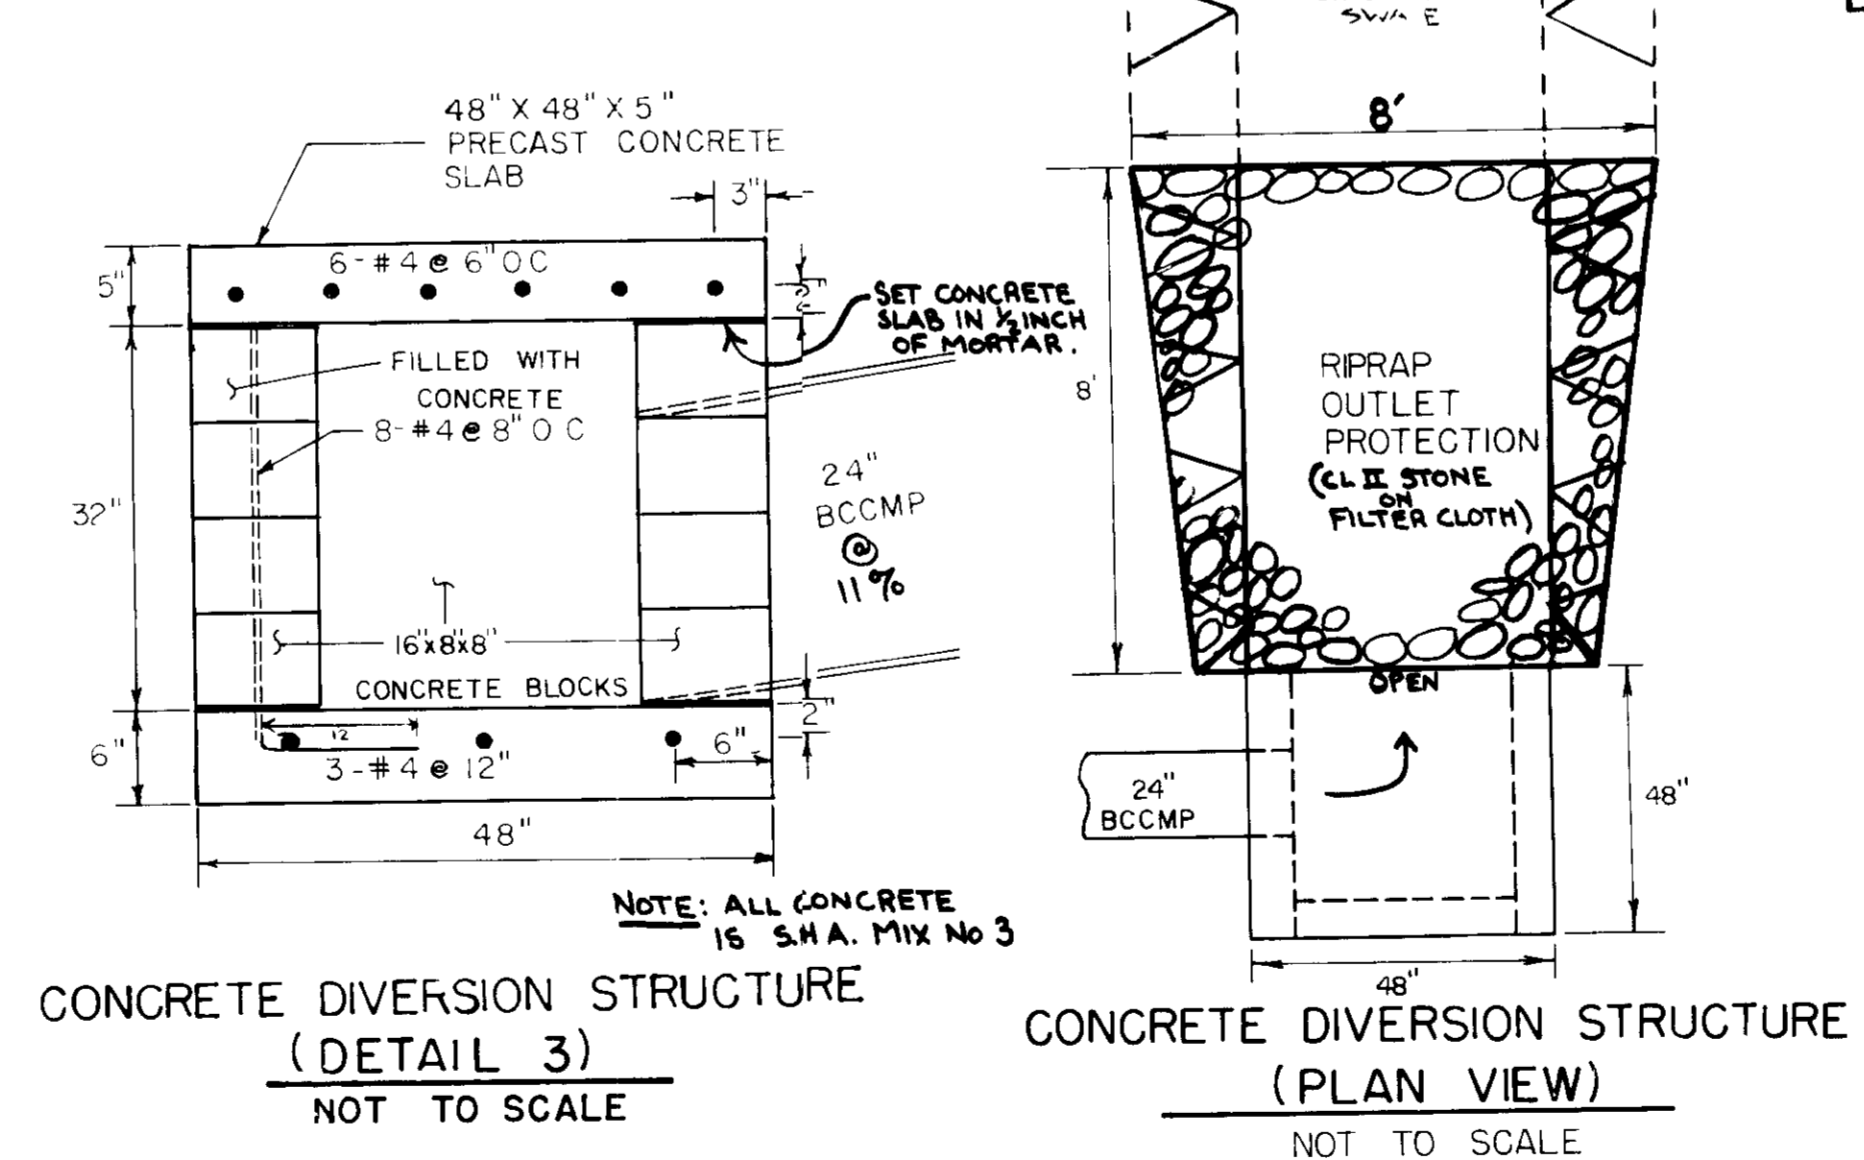 48" X 48" X 5"
PRECAST CONCRETE
SLAB
3"
6-#4 @ 6" O C
5"
2"
SET CONCRETE
SLAB IN ½ INCH
OF MORTAR.
FILLED WITH
CONCRETE
8-#4 @ 8" O C
32"
24"
BCCMP
@
11%
16"x8"x8"
CONCRETE BLOCKS
2"
12
6"
6"
3-#4 @ 12"
48"
NOTE: ALL CONCRETE
IS S.H A. MIX No 3
CONCRETE DIVERSION STRUCTURE
(DETAIL 3)
NOT TO SCALE
8'
8'
RIPRAP
OUTLET
PROTECTION
(CL II STONE
ON
FILTER CLOTH)
OPEN
24"
BCCMP
48"
48"
CONCRETE DIVERSION STRUCTURE
(PLAN VIEW)
NOT TO SCALE